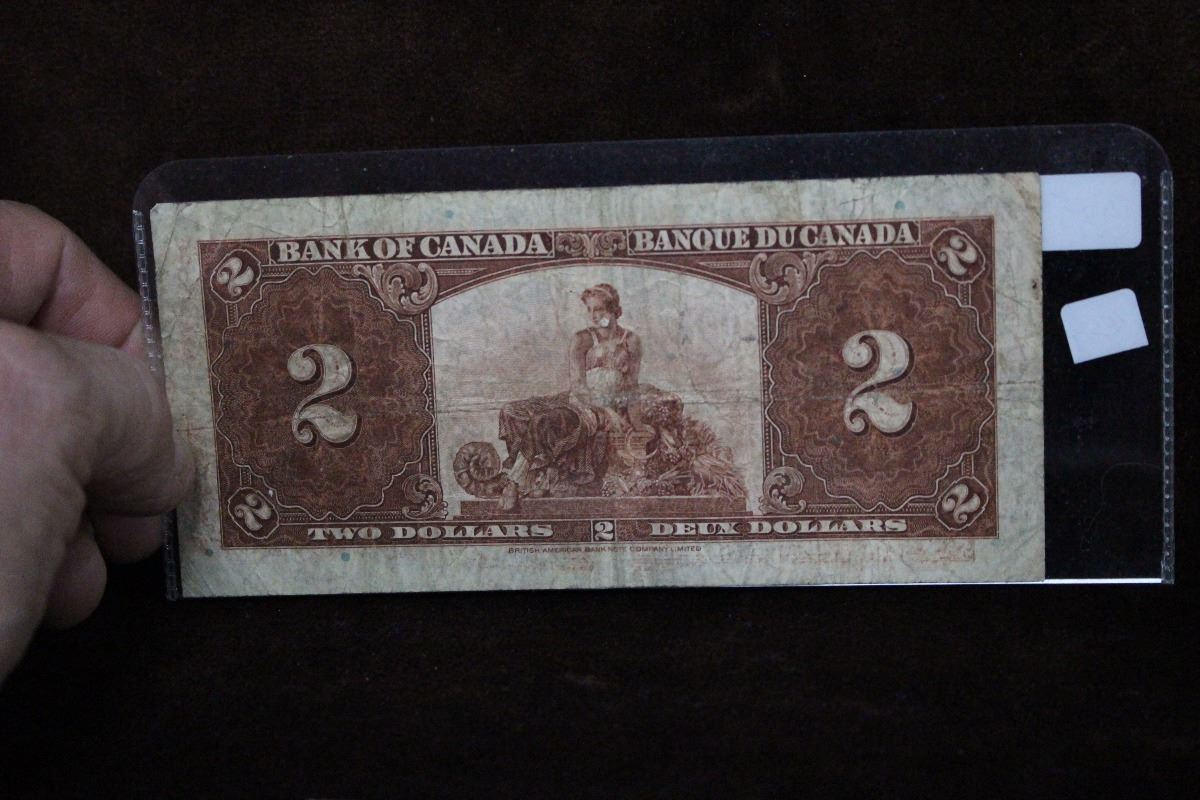 BANK OF CANADA BANQUE DU CANADA
2 2
2 2
2 2
TWO DOLLARS 2 DEUX DOLLARS
BRITISH AMERICAN BANK NOTE COMPANY LIMITED